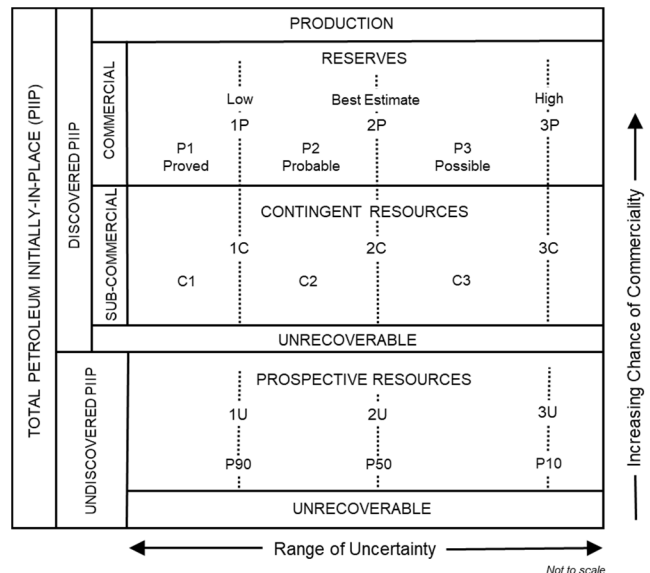 TOTAL PETROLEUM INITIALLY-IN-PLACE (PIIP)
DISCOVERED PIIP
UNDISCOVERED PIIP
COMMERCIAL
SUB-COMMERCIAL
PRODUCTION
RESERVES
Low Best Estimate High
1P 2P 3P
P1 P2 P3
Proved Probable Possible
CONTINGENT RESOURCES
1C 2C 3C
C1 C2 C3
UNRECOVERABLE
PROSPECTIVE RESOURCES
1U 2U 3U
P90 P50 P10
UNRECOVERABLE
Increasing Chance of Commerciality
Range of Uncertainty
Not to scale